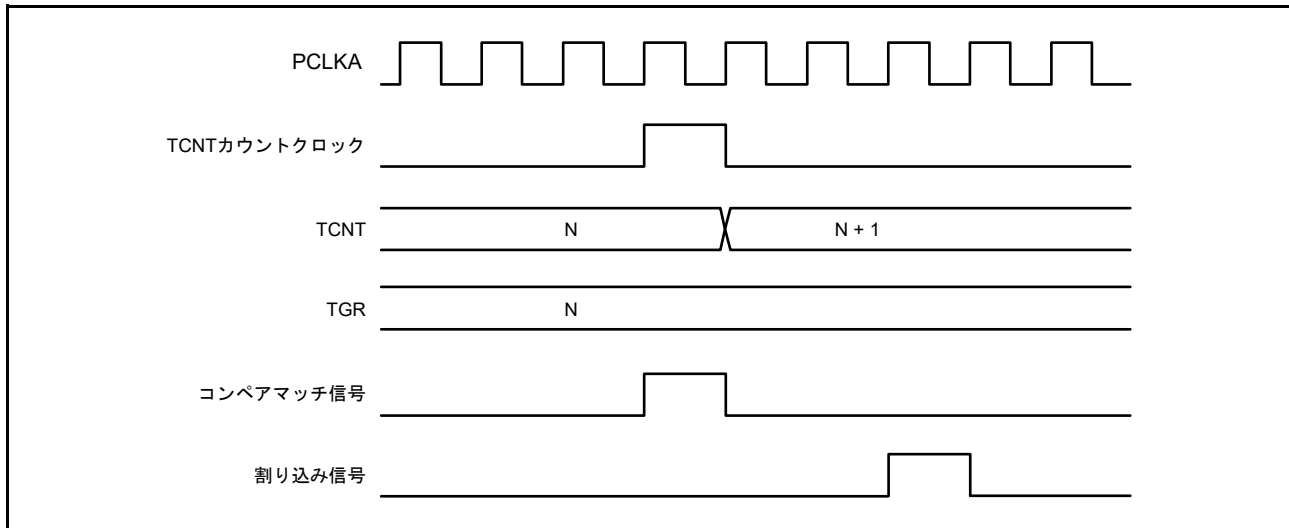 PCLKA
TCNTカウントクロック
TCNT
N
N + 1
TGR
N
コンペアマッチ信号
割り込み信号